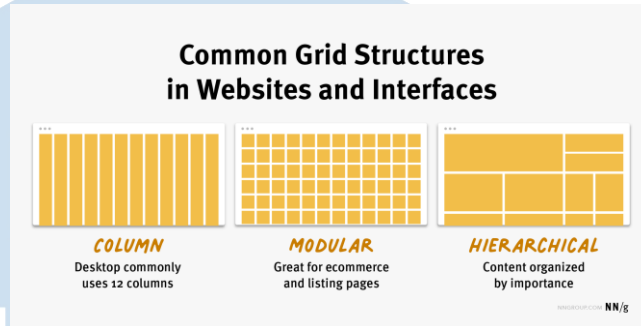 Common Grid Structures
in Websites and Interfaces
COLUMN
Desktop commonly
uses 12 columns
MODULAR
Great for ecommerce
and listing pages
HIERARCHICAL
Content organized
by importance
NNGROUP.COM NN/g